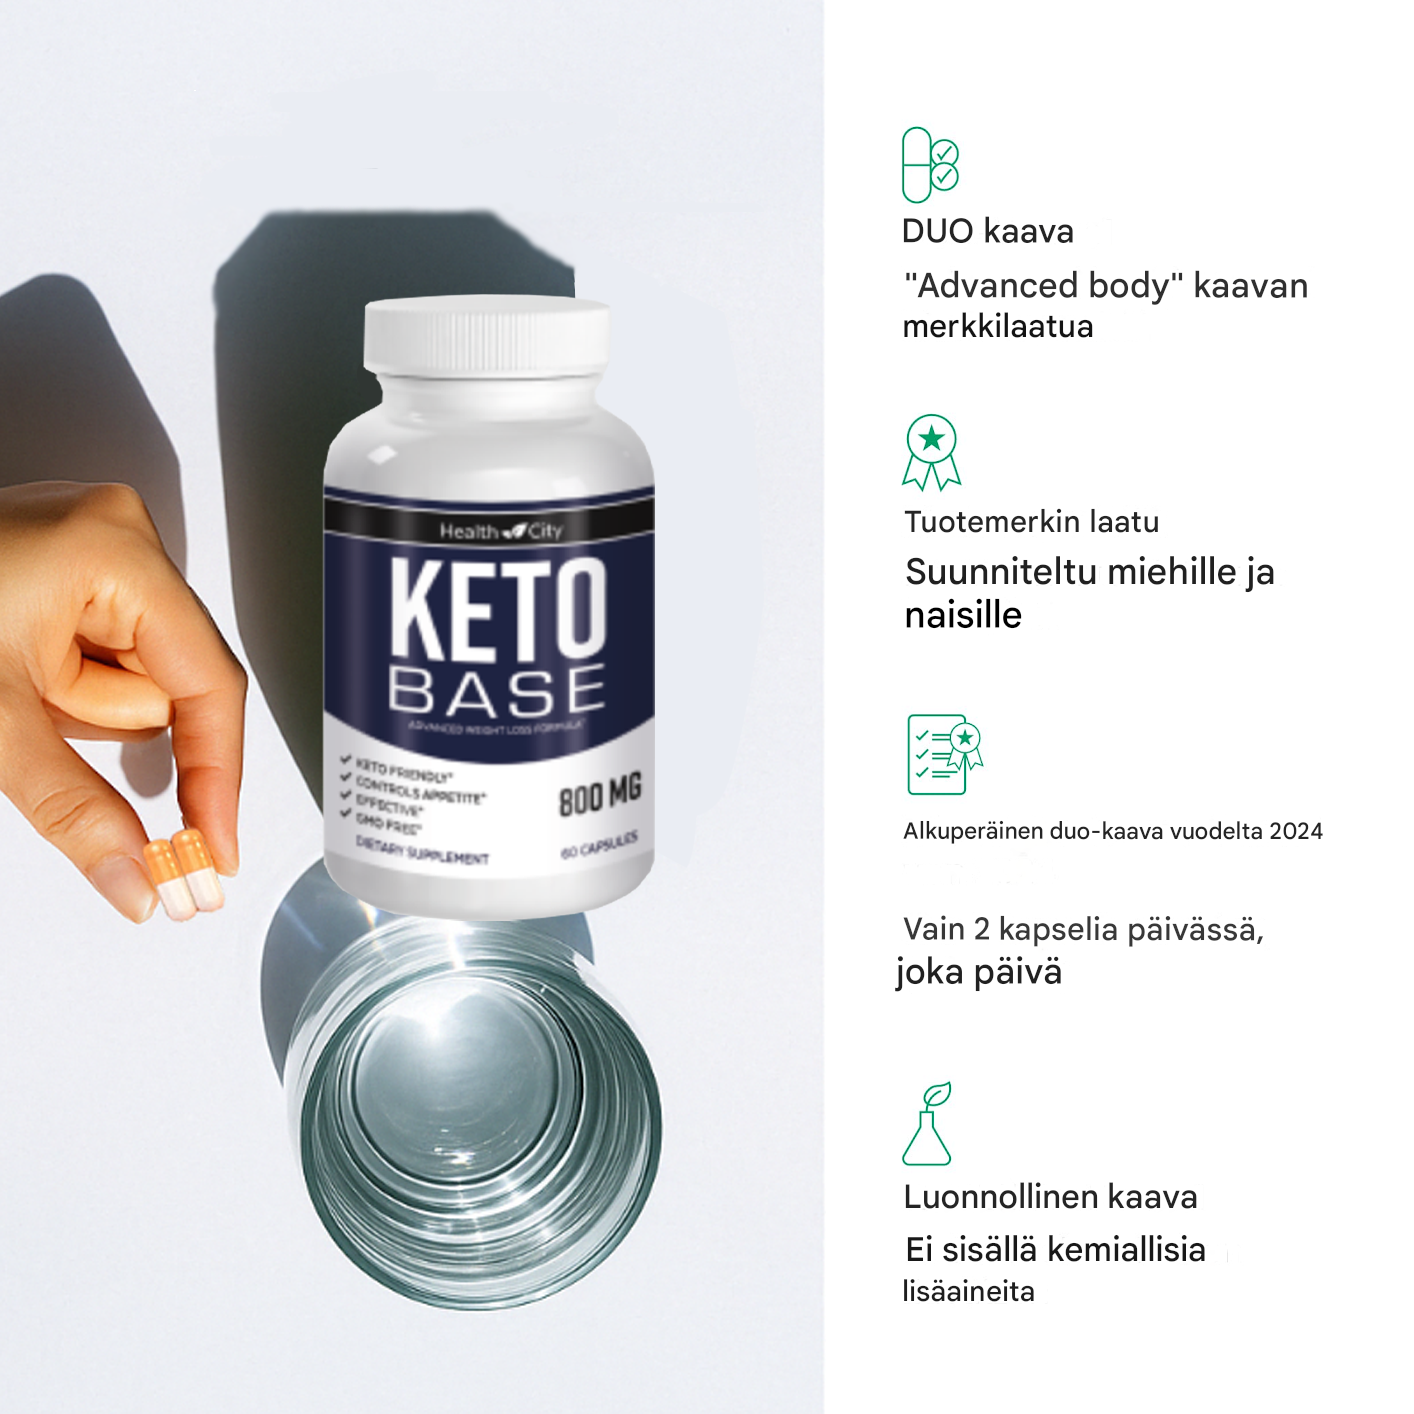 Health City
KETO
BASE
ADVANCED WEIGHT LOSS FORMULA*
KETO FRIENDLY*
CONTROLS APPETITE*
EFFECTIVE*
GMO FREE*
DIETARY SUPPLEMENT
800 MG
60 CAPSULES
DUO kaava
"Advanced body" kaavan
merkkilaatua
Tuotemerkin laatu
Suunniteltu miehille ja
naisille
Alkuperäinen duo-kaava vuodelta 2024
Vain 2 kapselia päivässä,
joka päivä
Luonnollinen kaava
Ei sisällä kemiallisia
lisäaineita